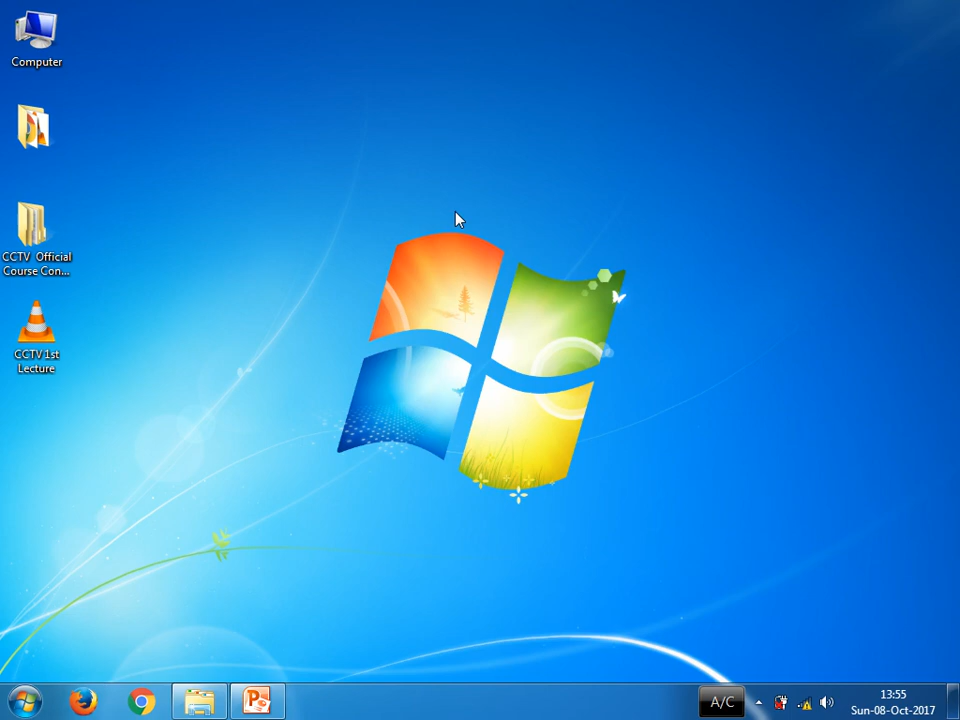 Computer
CCTV Official
Course Con...
CCTV 1st
Lecture
A/C
13:55
Sun-08-Oct-2017